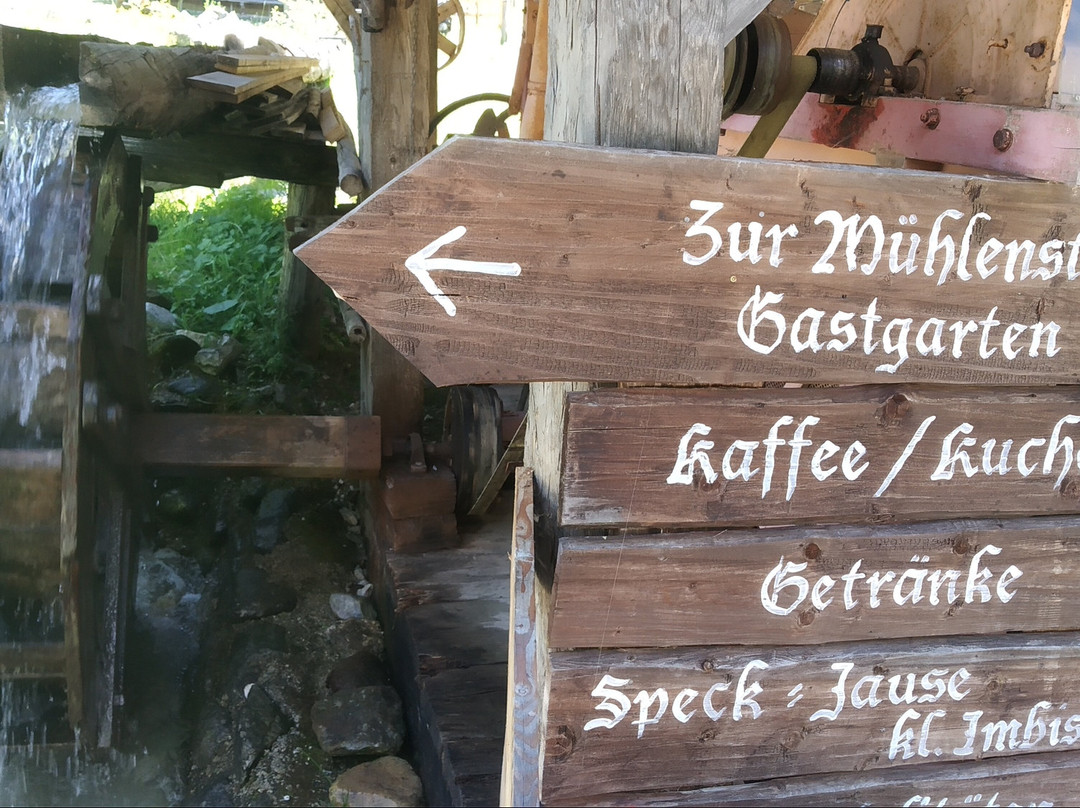 Zur Mühlenst
Gastgarten
Kaffee / Kuch
Getränke
Speck = Jause
kl. Imbis